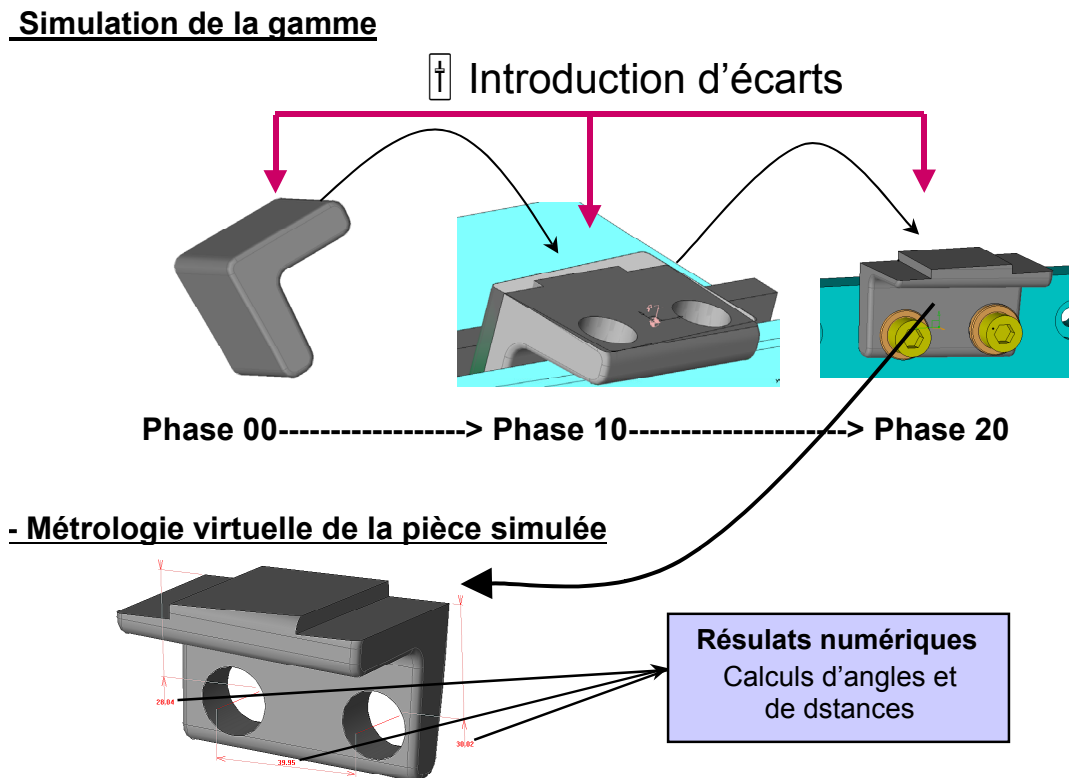 Simulation de la gamme
Introduction d'écarts
Phase 00------------------> Phase 10---------------------> Phase 20
- Métrologie virtuelle de la pièce simulée
28.04
39.95
30.02
Résulats numériques
Calculs d'angles et
de dstances